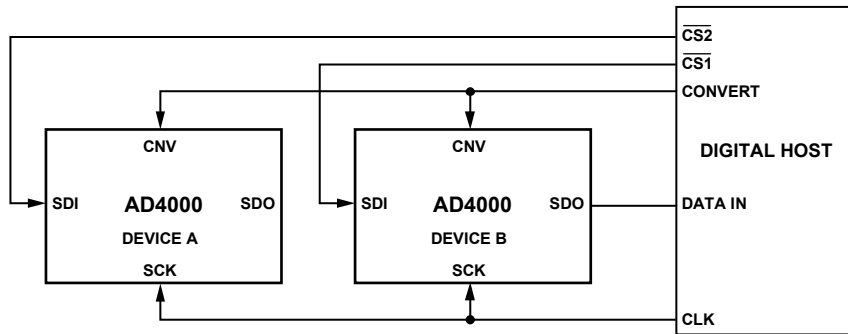 CS2
CS1
CONVERT
CNV
CNV
DIGITAL HOST
SDI
AD4000
SDO
SDI
AD4000
SDO
DATA IN
DEVICE A
DEVICE B
SCK
SCK
CLK